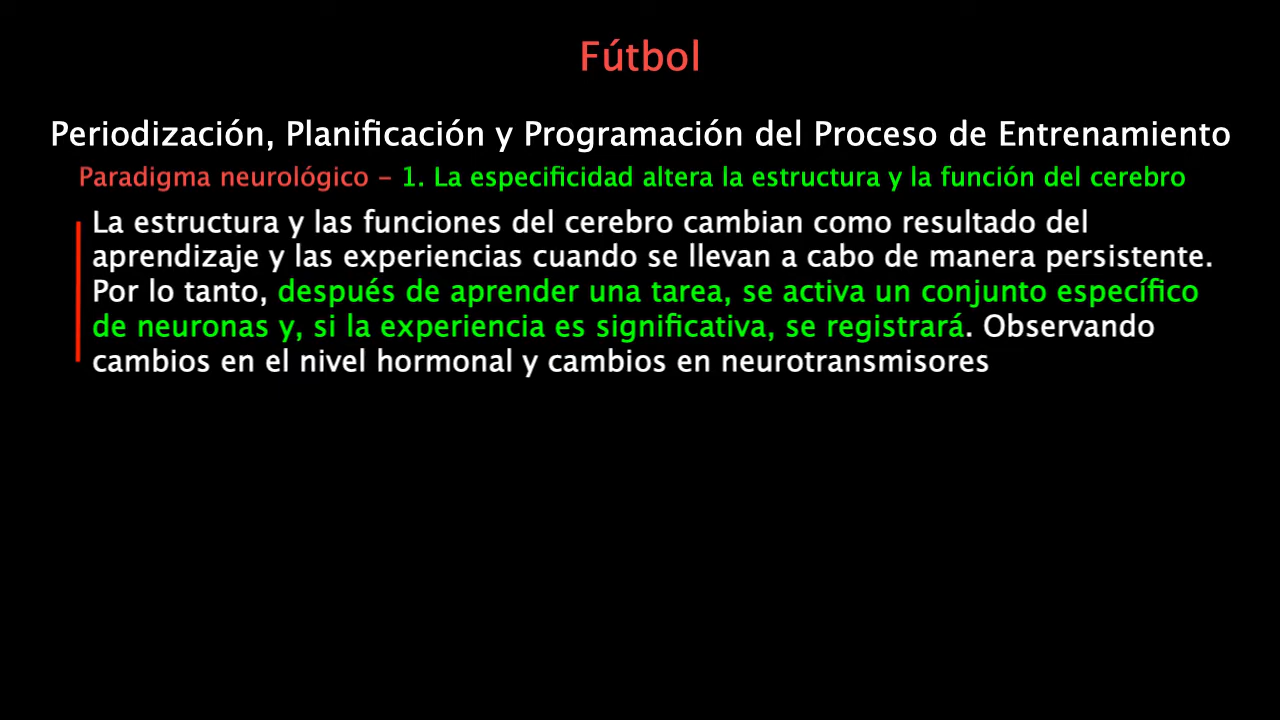 Fútbol
Periodización, Planificación y Programación del Proceso de Entrenamiento
Paradigma neurológico – 1. La especificidad altera la estructura y la función del cerebro
La estructura y las funciones del cerebro cambian como resultado del
aprendizaje y las experiencias cuando se llevan a cabo de manera persistente.
Por lo tanto, después de aprender una tarea, se activa un conjunto específico
de neuronas y, si la experiencia es significativa, se registrará. Observando
cambios en el nivel hormonal y cambios en neurotransmisores